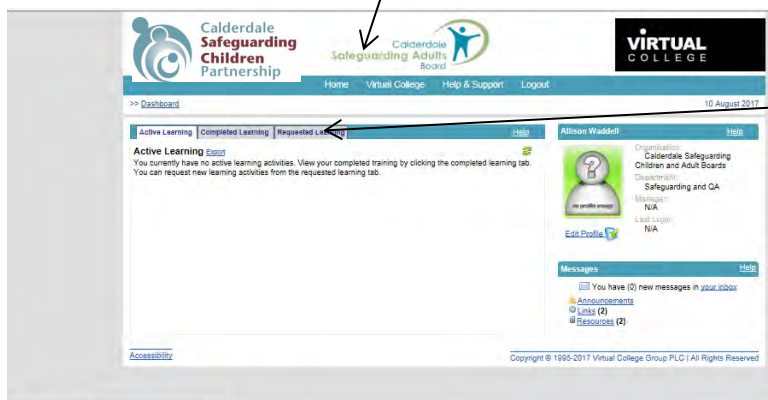 Calderdale
Safeguarding
Children
Partnership
Calderdale
Safeguarding Adults
Board
VIRTUAL
COLLEGE
Home Virtual College Help & Support Logout
>> Dashboard
10 August 2017
Active Learning Completed Learning Requested Learning Help
Active Learning Export
You currently have no active learning activities. View your completed training by clicking the completed learning tab.
You can request new learning activities from the requested learning tab.
Allison Waddell Help
no profile image
Edit Profile
Organisation:
Calderdale Safeguarding
Children and Adult Boards
Department:
Safeguarding and QA
Manager:
N/A
Last Login:
N/A
Messages Help
You have (0) new messages in your inbox
Announcements
Links (2)
Resources (2)
Accessibility
Copyright © 1995-2017 Virtual College Group PLC | All Rights Reserved